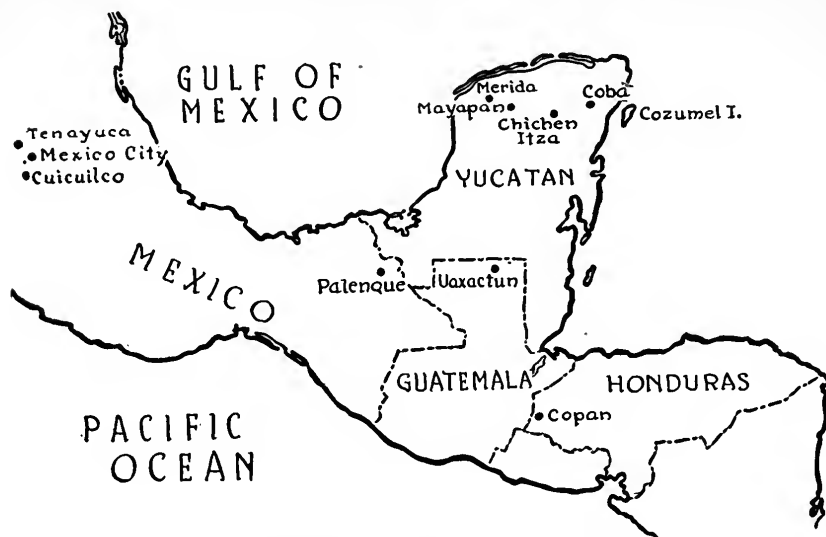 GULF OF
MEXICO
Merida
Coba
Mayapan
Chichen
Itza
Cozumel I.
Tenayuca
Mexico City
Cuicuilco
YUCATAN
MEXICO
Palenque
Uaxactun
GUATEMALA
HONDURAS
Copan
PACIFIC
OCEAN